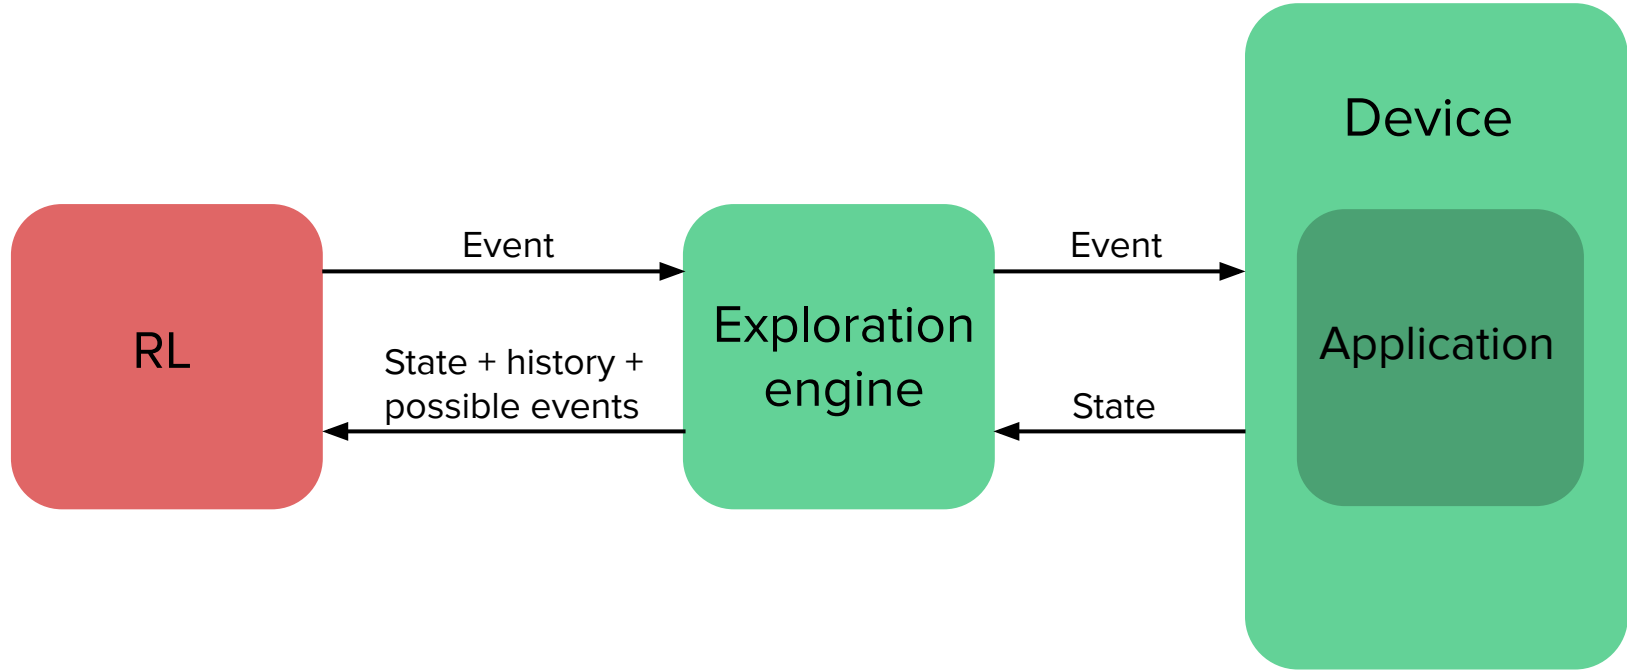 RL
Event
State + history +
possible events
Exploration
engine
Event
State
Device
Application